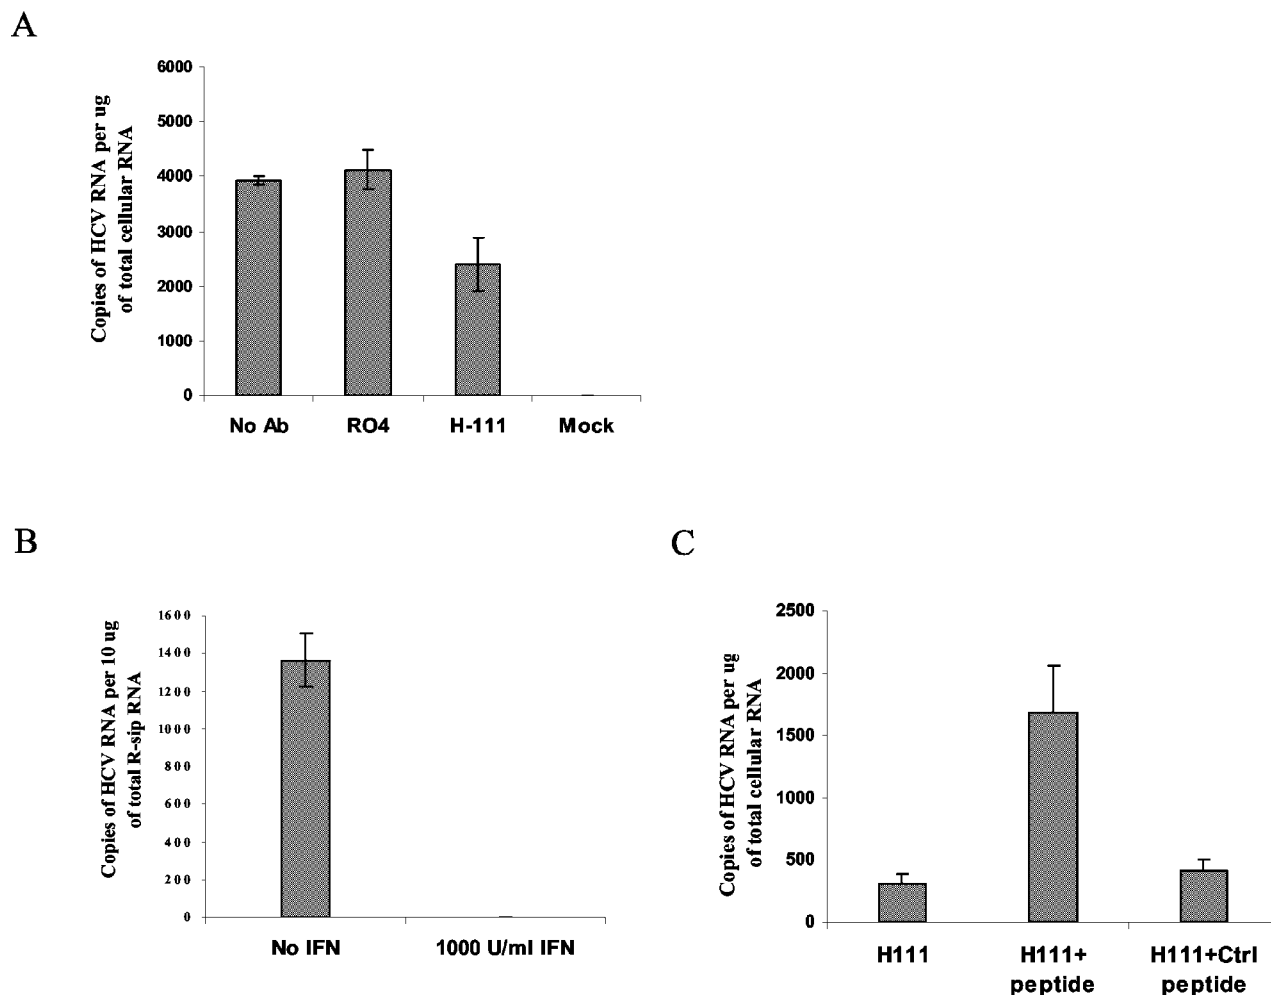 A
Copies of HCV RNA per ug
of total cellular RNA
6000
5000
4000
3000
2000
1000
0
No Ab
RO4
H-111
Mock
B
Copies of HCV RNA per 10 ug
of total R-sip RNA
1600
1400
1200
1000
800
600
400
200
0
No IFN
1000 U/ml IFN
C
Copies of HCV RNA per ug
of total cellular RNA
2500
2000
1500
1000
500
0
H111
H111+
peptide
H111+Ctrl
peptide